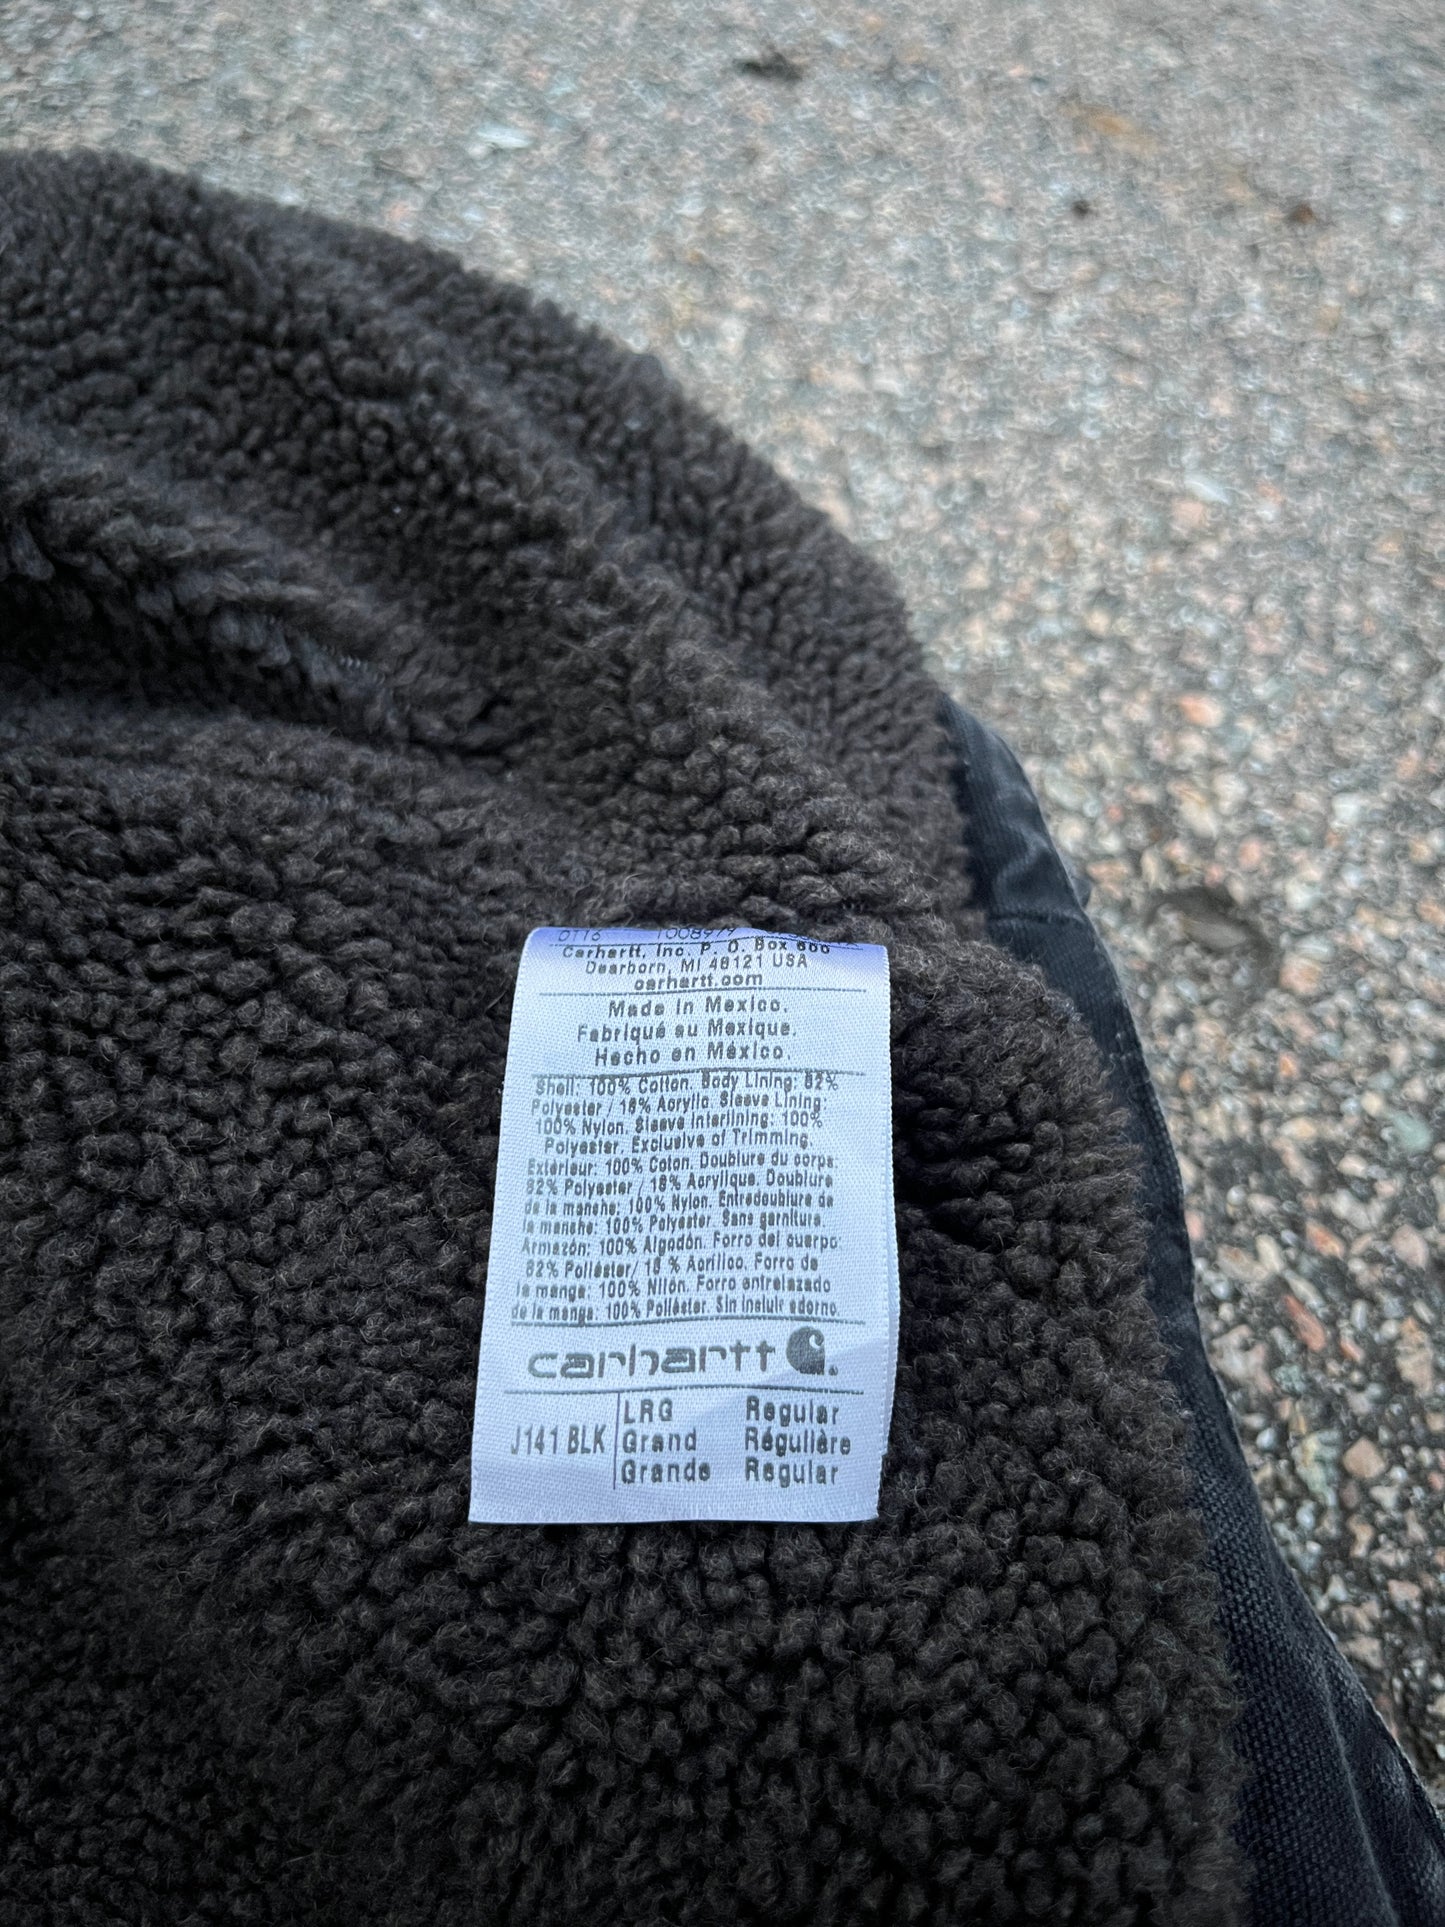 0116 1008979
Carhartt, Inc. P. O. Box 600
Dearborn, MI 48121 USA
carhartt.com
Made in Mexico.
Fabriqué au Mexique.
Hecho en México.
Shell: 100% Cotton. Body Lining: 82%
Polyester / 18% Acrylic. Sleeve Lining:
100% Nylon. Sleeve Interlining: 100%
Polyester. Exclusive of Trimming.
Extérieur: 100% Coton. Doublure du corps:
82% Polyester / 18% Acrylique. Doublure
de la manche: 100% Nylon. Entredoublure de
la manche: 100% Polyester. Sans garniture.
Armazón: 100% Algodón. Forro del cuerpo:
82% Poliéster/ 18 % Acrílico. Forro de
la manga: 100% Nilón. Forro entrelazado
de la manga: 100% Poliéster. Sin incluir adorno.
carhartt
J141 BLK
LRG Regular
Grand Régulière
Grande Regular